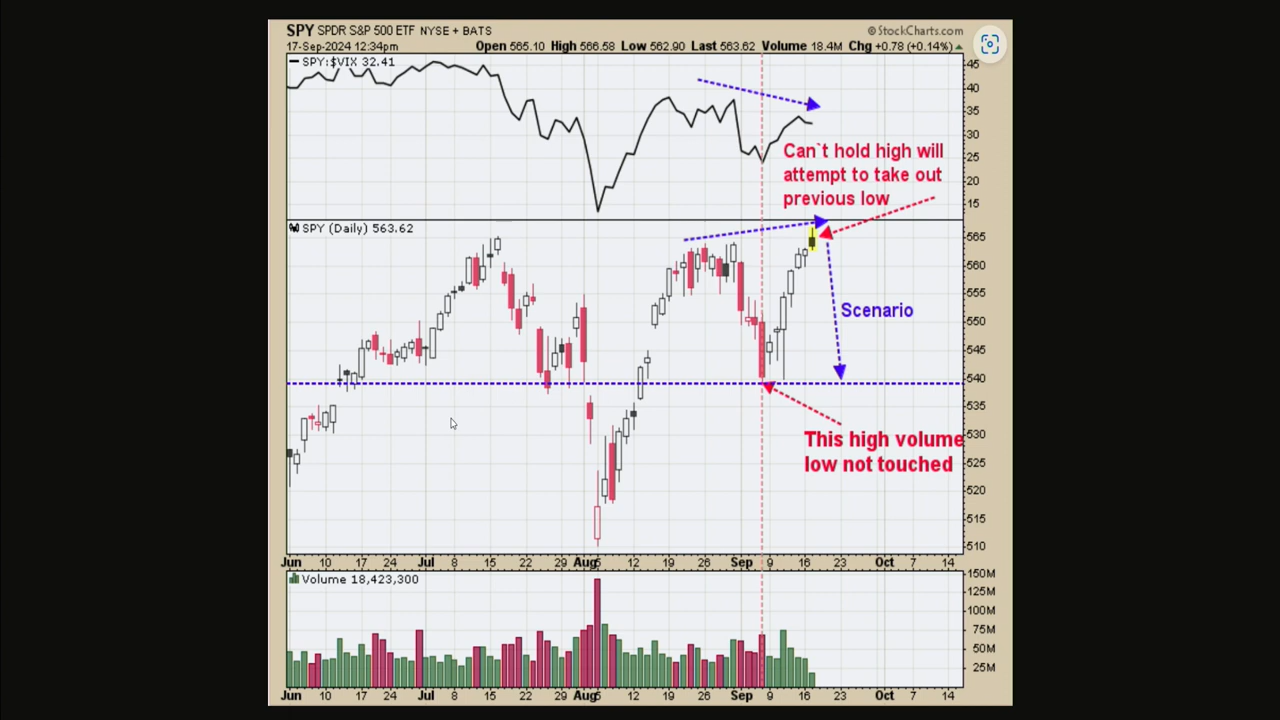 SPY SPDR S&P 500 ETF NYSE + BATS
© StockCharts.com
17-Sep-2024 12:34pm
Open 565.10 High 566.58 Low 562.90 Last 563.62 Volume 18.4M Chg +0.78 (+0.14%)
SPY:$VIX 32.41
45
40
35
30
25
20
15
Can`t hold high will
attempt to take out
previous low
SPY (Daily) 563.62
565
560
555
550
545
540
535
530
525
520
515
510
Scenario
This high volume
low not touched
Jun 10 17 24 Jul 8 15 22 29 Aug 5 12 19 26 Sep 9 16 23 Oct 7 14
Volume 18,423,300
150M
125M
100M
75M
50M
25M
Jun 10 17 24 Jul 8 15 22 29 Aug 5 12 19 26 Sep 9 16 23 Oct 7 14